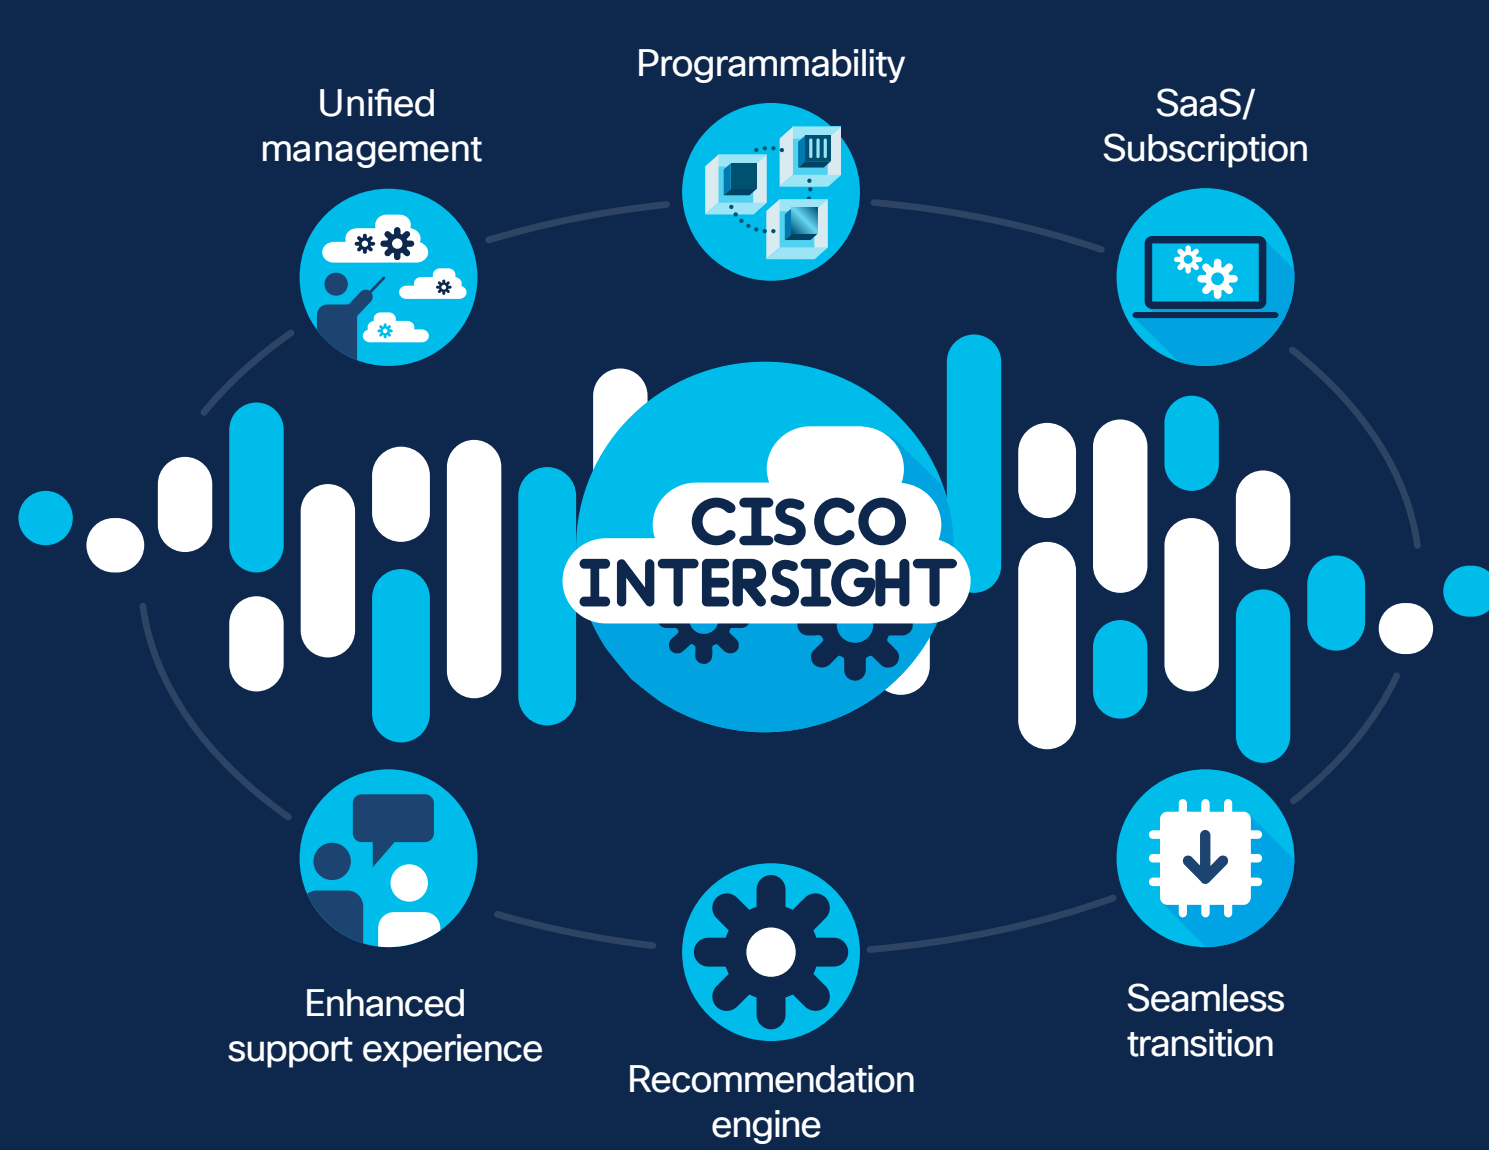 Programmability
Unified
management
SaaS/
Subscription
CISCO
INTERSIGHT
Enhanced
support experience
Recommendation
engine
Seamless
transition